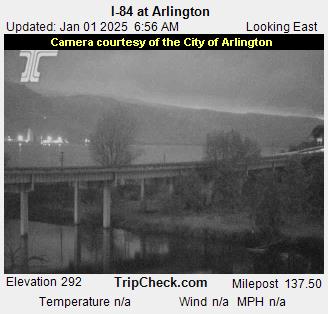 I-84 at Arlington
Updated: Jan 01 2025 6:56 AM Looking East
Camera courtesy of the City of Arlington
Elevation 292 TripCheck.com Milepost 137.50
Temperature n/a Wind n/a MPH n/a